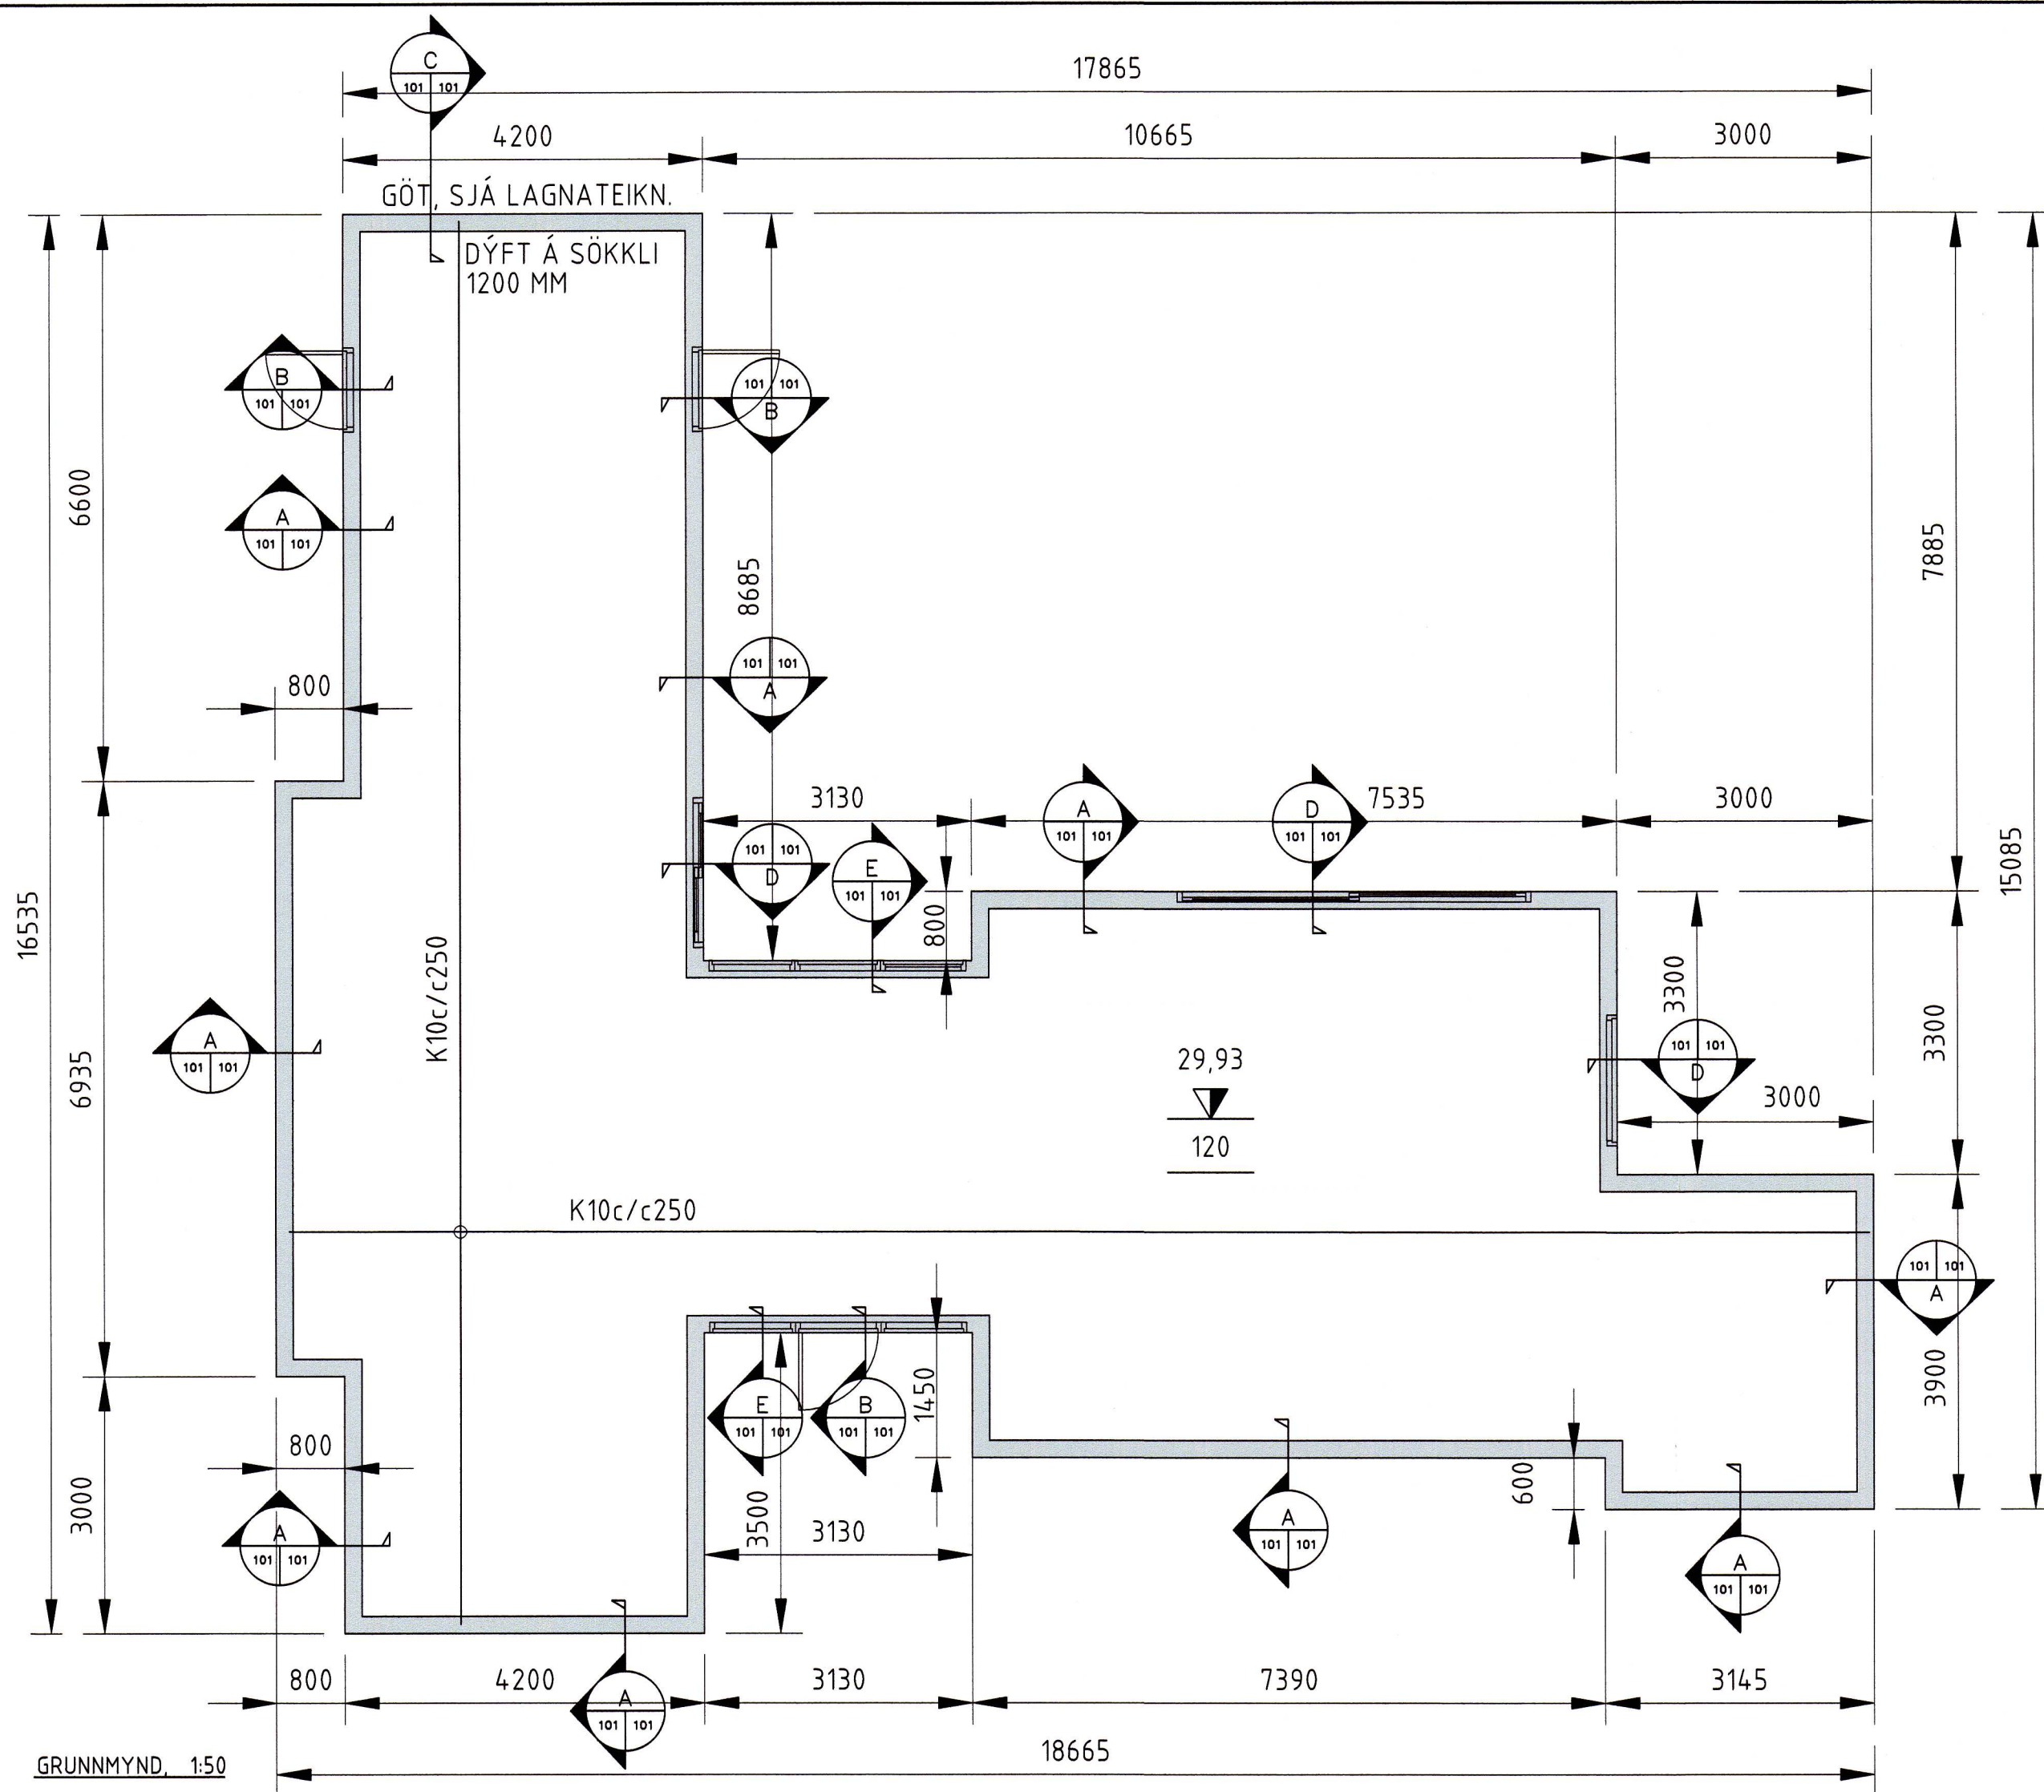 C
101 101
17865
4200
10665
3000
GÖT, SJÁ LAGNATEIKN.
DÝFT Á SÖKKLI
1200 MM
B
101 101
101 101
B
6600
A
101 101
7885
8685
101 101
A
800
3130
A
101 101
D
101 101
7535
3000
15085
101 101
D
E
101 101
800
16535
K10c/c250
3300
3300
A
101 101
29,93
101 101
D
6935
3000
120
K10c/c250
101 101
A
3900
1450
E
101 101
B
101 101
800
600
3000
3500
A
101 101
3130
A
101 101
A
101 101
800
4200
A
101 101
3130
7390
3145
18665
GRUNNMYND, 1:50